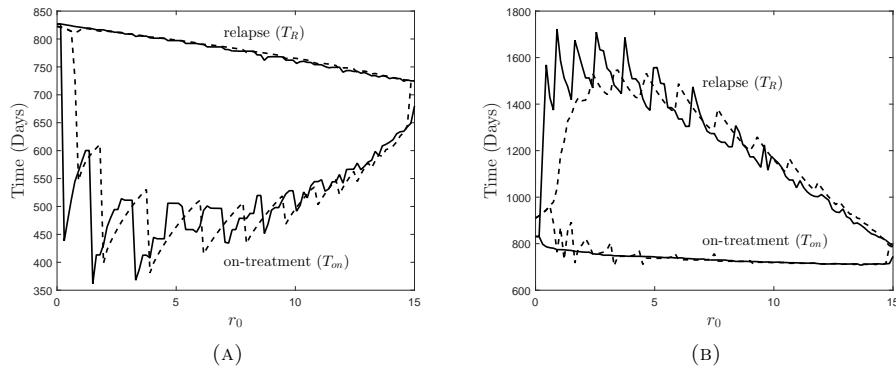 850
800
750
700
650
600
550
500
450
400
350
Time (Days)
relapse (T_R)
on-treatment (T_on)
0 5 10 15
r_0
(A)
1800
1600
1400
1200
1000
800
600
Time (Days)
relapse (T_R)
on-treatment (T_on)
0 5 10 15
r_0
(B)